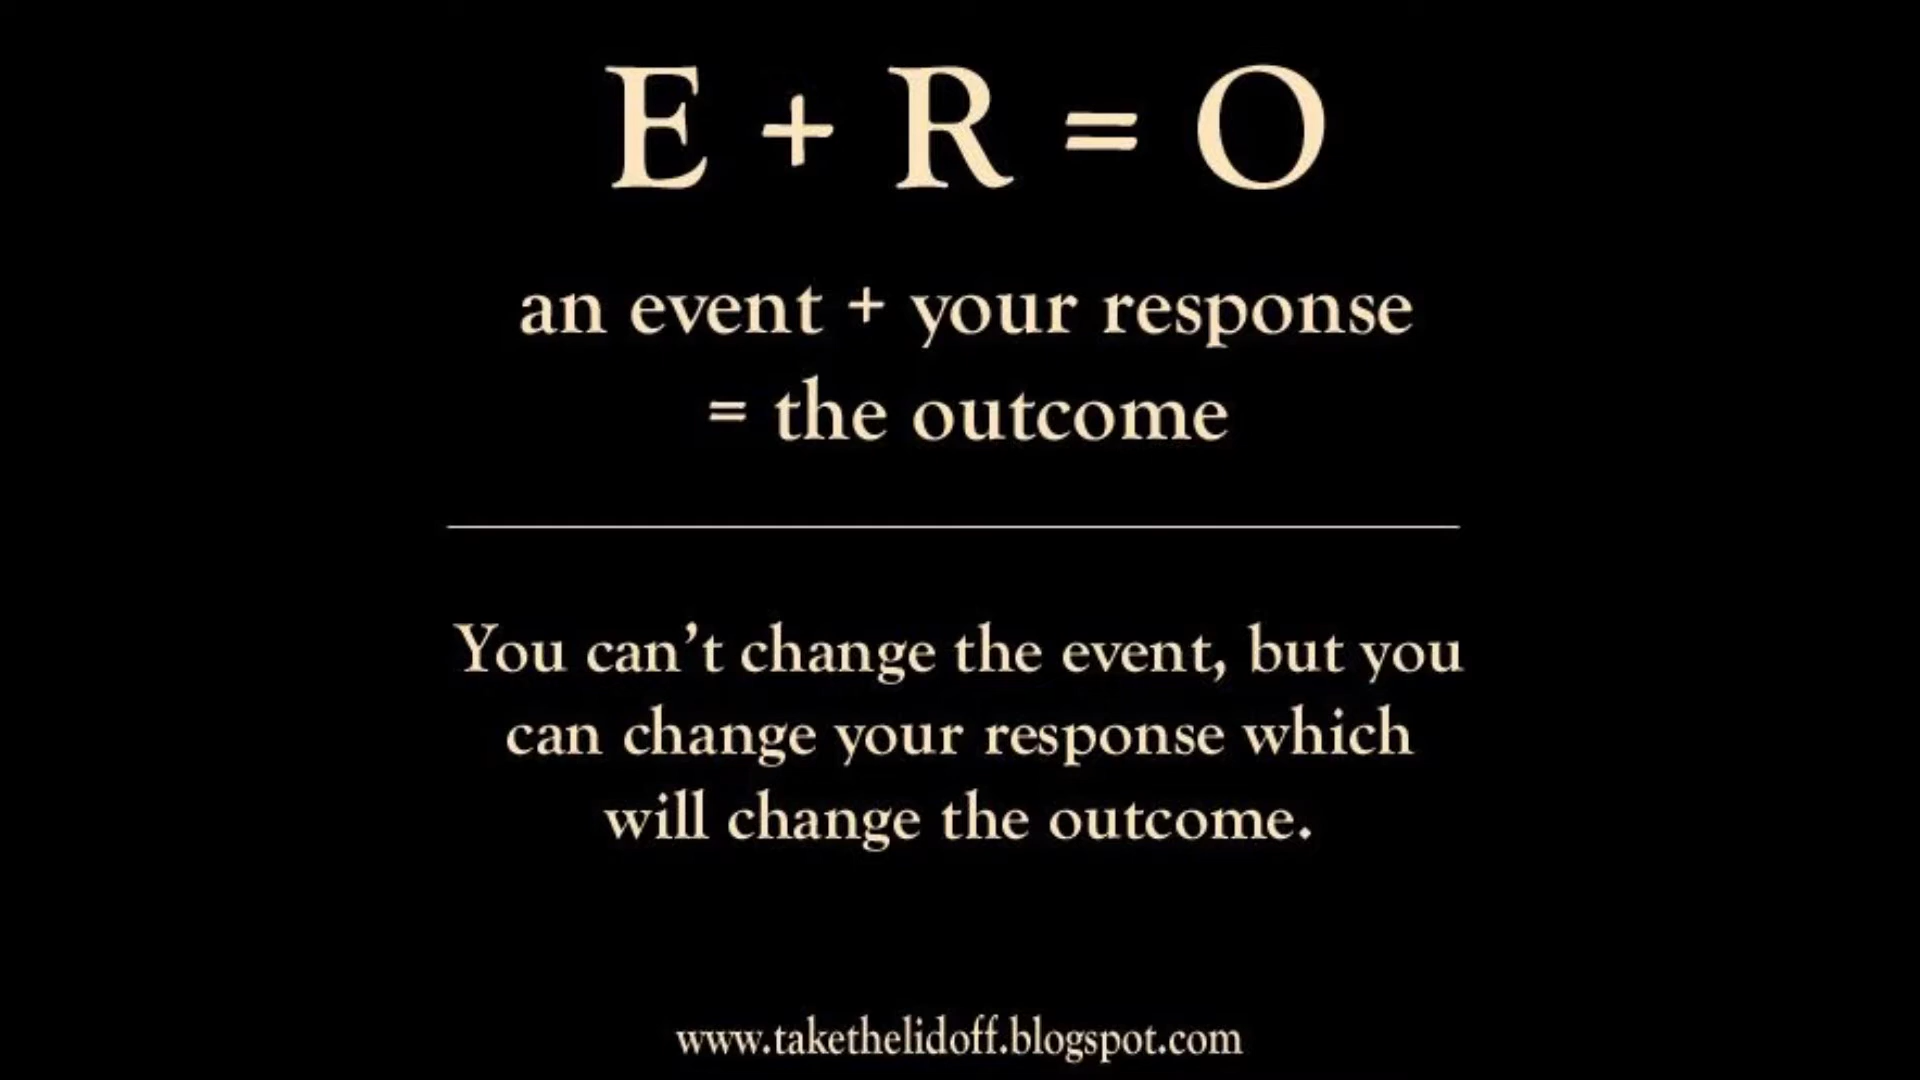 E + R = O
an event + your response
= the outcome
You can’t change the event, but you
can change your response which
will change the outcome.
www.takethelidoff.blogspot.com